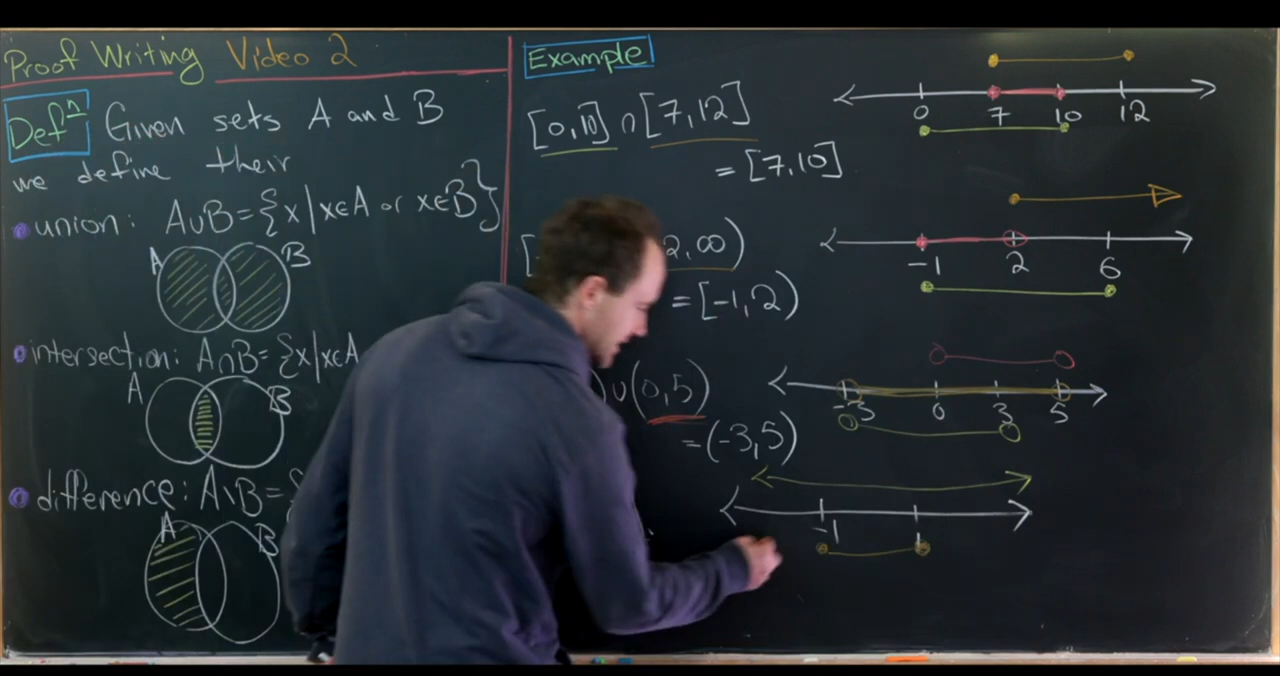 Proof Writing Video 2
Defⁿ Given sets A and B
we define their
• union: A∪B={x|x∈A or x∈B}
A B
• intersection: A∩B={x|x∈A
A B
• difference: A\B={
A B
Example
[0,10]∩[7,12]
=[7,10]
0 7 10 12
[ 2,∞)
=[-1,2)
-1 2 6
)∪(0,5)
=(-3,5)
-3 0 3 5
-1 1